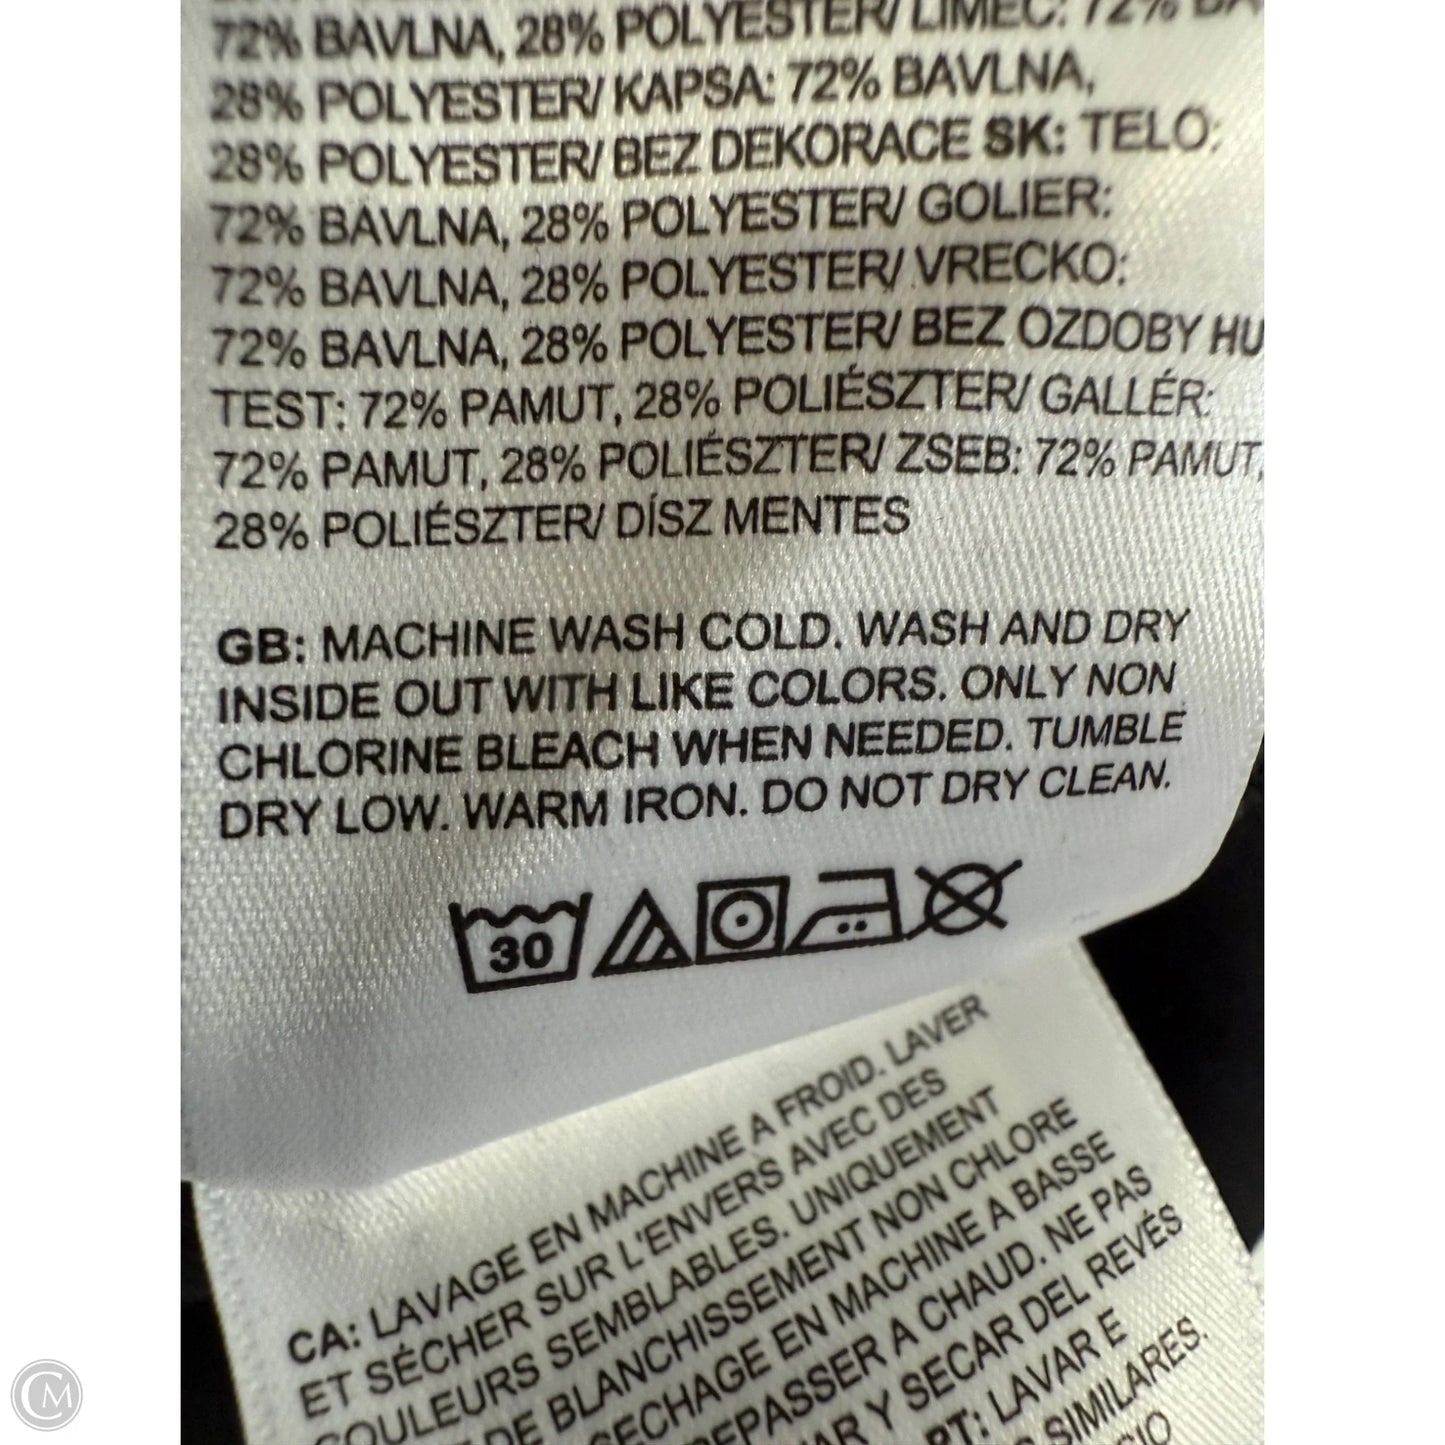 72% BAVLNA, 28% POLYESTER/ LIMEC: 72%
28% POLYESTER/ KAPSA: 72% BAVLNA,
28% POLYESTER/ BEZ DEKORACE SK: TELO:
72% BAVLNA, 28% POLYESTER/ GOLIER:
72% BAVLNA, 28% POLYESTER/ VRECKO:
72% BAVLNA, 28% POLYESTER/ BEZ OZDOBY HU
TEST: 72% PAMUT, 28% POLIÉSZTER/ GALLÉR:
72% PAMUT, 28% POLIÉSZTER/ ZSEB: 72% PAMUT,
28% POLIÉSZTER/ DÍSZ MENTES
GB: MACHINE WASH COLD. WASH AND DRY
INSIDE OUT WITH LIKE COLORS. ONLY NON
CHLORINE BLEACH WHEN NEEDED. TUMBLE
DRY LOW. WARM IRON. DO NOT DRY CLEAN.
30
CA: LAVAGE EN MACHINE A FROID. LAVER
ET SÉCHER SUR L'ENVERS AVEC DES
COULEURS SEMBLABLES. UNIQUEMENT
DE BLANCHISSEMENT NON CHLORE
SECHAGE EN MACHINE A BASSE
REPASSER A CHAUD. NE PAS
Y SECAR DEL REVÉS
PT: LAVAR E
SIMILARES.
CM